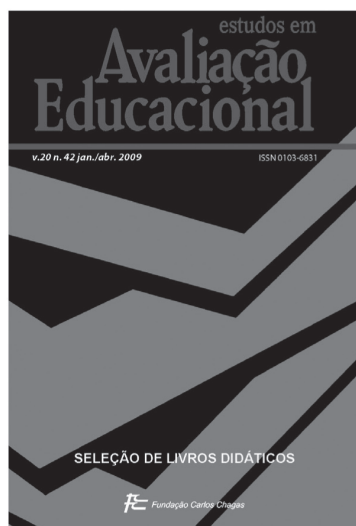 estudos em
Avaliação
Educacional
v.20 n. 42 jan./abr. 2009 ISSN 0103-6831
SELEÇÃO DE LIVROS DIDÁTICOS
Fundação Carlos Chagas